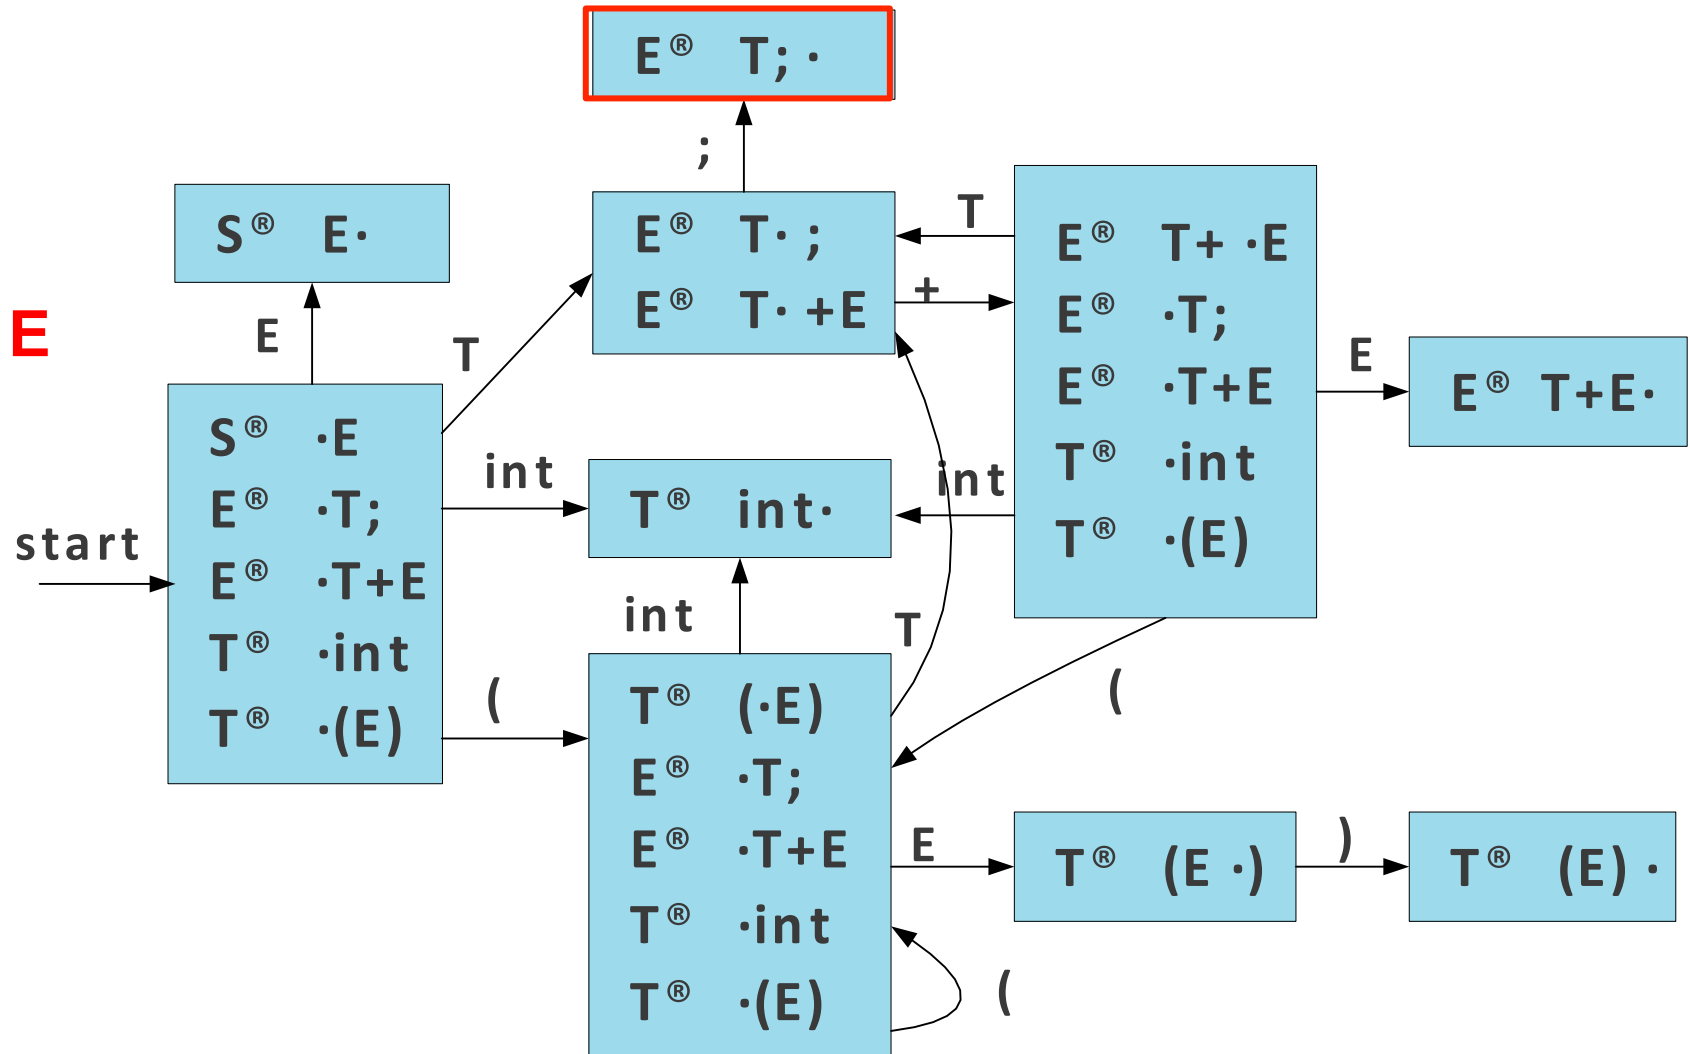 E® T; ·
;
S® E·
E® T· ;
E® T· +E
T
+
E® T+ ·E
E® ·T;
E® ·T+E
T® ·int
T® ·(E)
E
E
T
E
E® T+E·
S® ·E
E® ·T;
E® ·T+E
T® ·int
T® ·(E)
start
int
T® int·
int
int
T
(
(
T® (·E)
E® ·T;
E® ·T+E
T® ·int
T® ·(E)
E
T® (E ·)
)
T® (E) ·
(